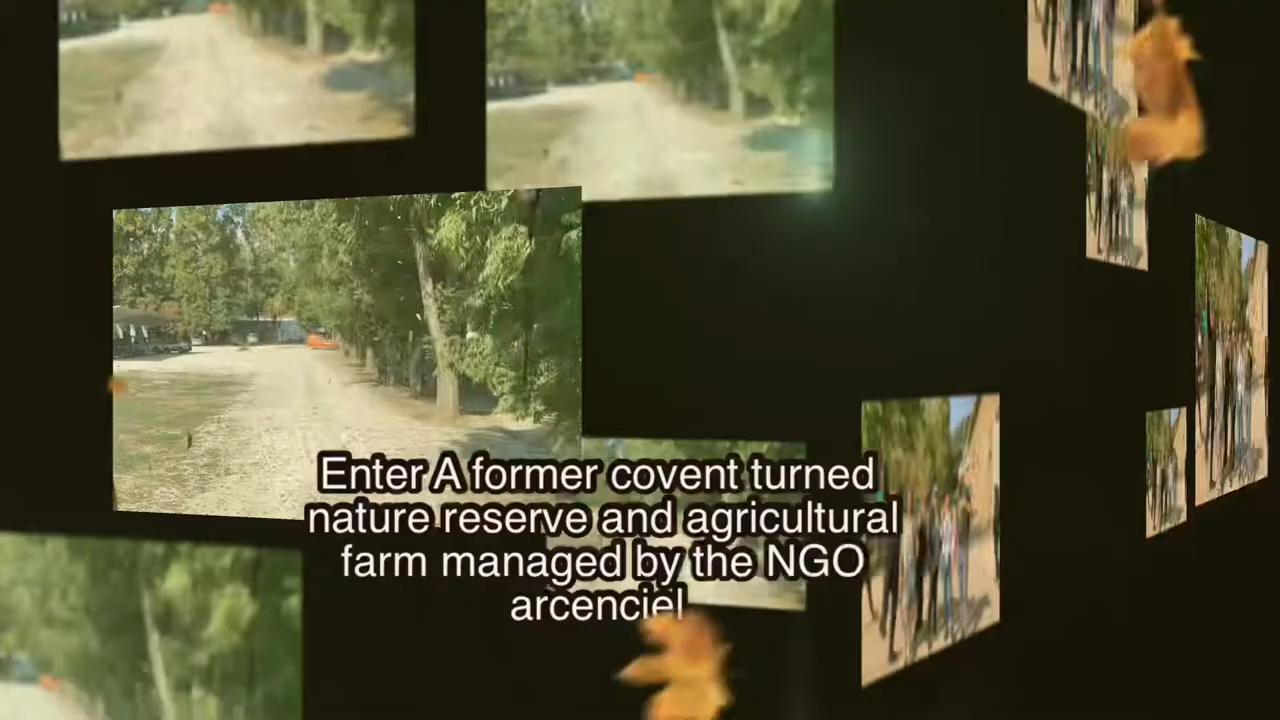 Enter A former covent turned
nature reserve and agricultural
farm managed by the NGO
arcenciel